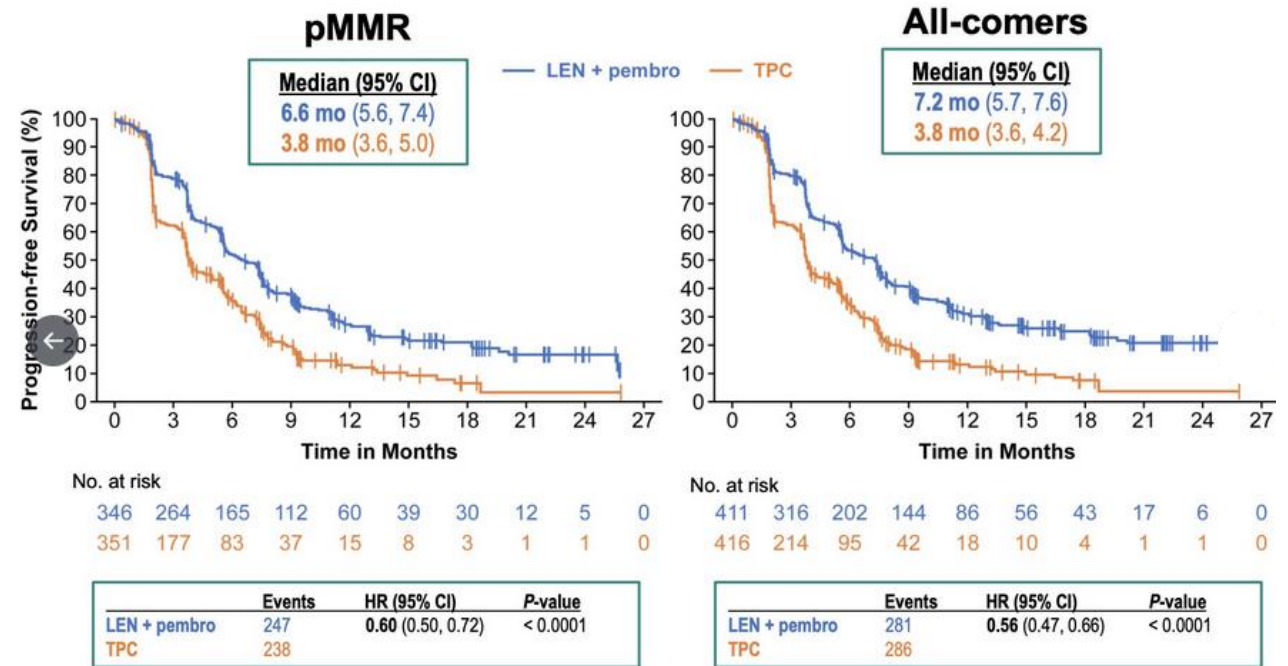 pMMR
Median (95% CI)
6.6 mo (5.6, 7.4)
3.8 mo (3.6, 5.0)
LEN + pembro TPC
All-comers
Median (95% CI)
7.2 mo (5.7, 7.6)
3.8 mo (3.6, 4.2)
Progression-free Survival (%)
100
90
80
70
60
50
40
30
20
10
0
0 3 6 9 12 15 18 21 24 27
Time in Months
100
90
80
70
60
50
40
30
20
10
0
0 3 6 9 12 15 18 21 24 27
Time in Months
No. at risk
346 264 165 112 60 39 30 12 5 0
351 177 83 37 15 8 3 1 1 0
No. at risk
411 316 202 144 86 56 43 17 6 0
416 214 95 42 18 10 4 1 1 0
Events HR (95% CI) P-value
LEN + pembro 247 0.60 (0.50, 0.72) < 0.0001
TPC 238
Events HR (95% CI) P-value
LEN + pembro 281 0.56 (0.47, 0.66) < 0.0001
TPC 286